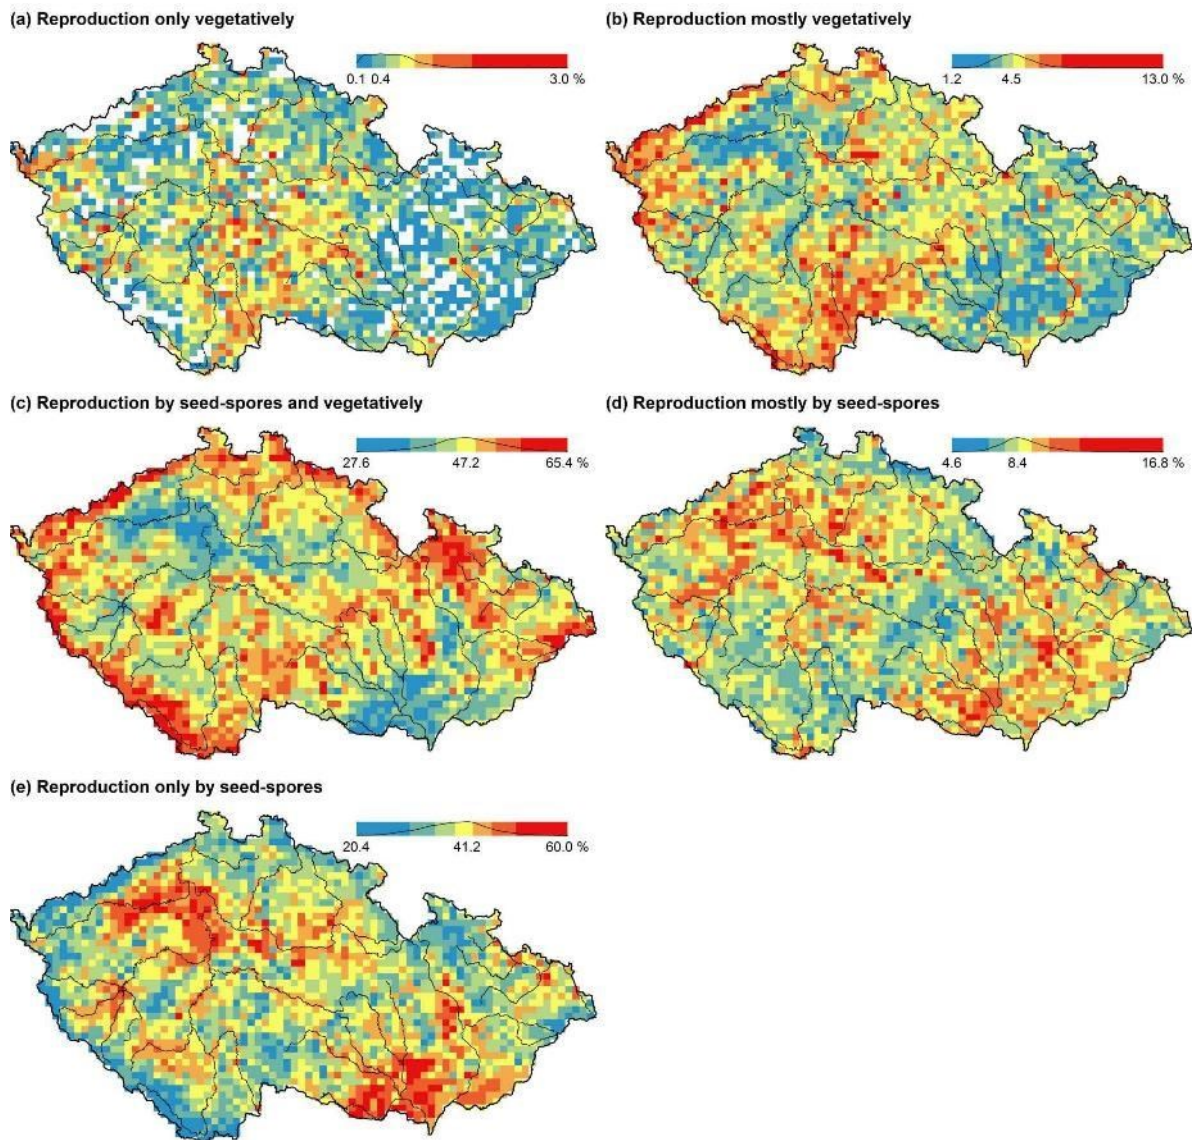 (a) Reproduction only vegetatively
0.1 0.4 3.0 %
(b) Reproduction mostly vegetatively
1.2 4.5 13.0 %
(c) Reproduction by seed-spores and vegetatively
27.6 47.2 65.4 %
(d) Reproduction mostly by seed-spores
4.6 8.4 16.8 %
(e) Reproduction only by seed-spores
20.4 41.2 60.0 %